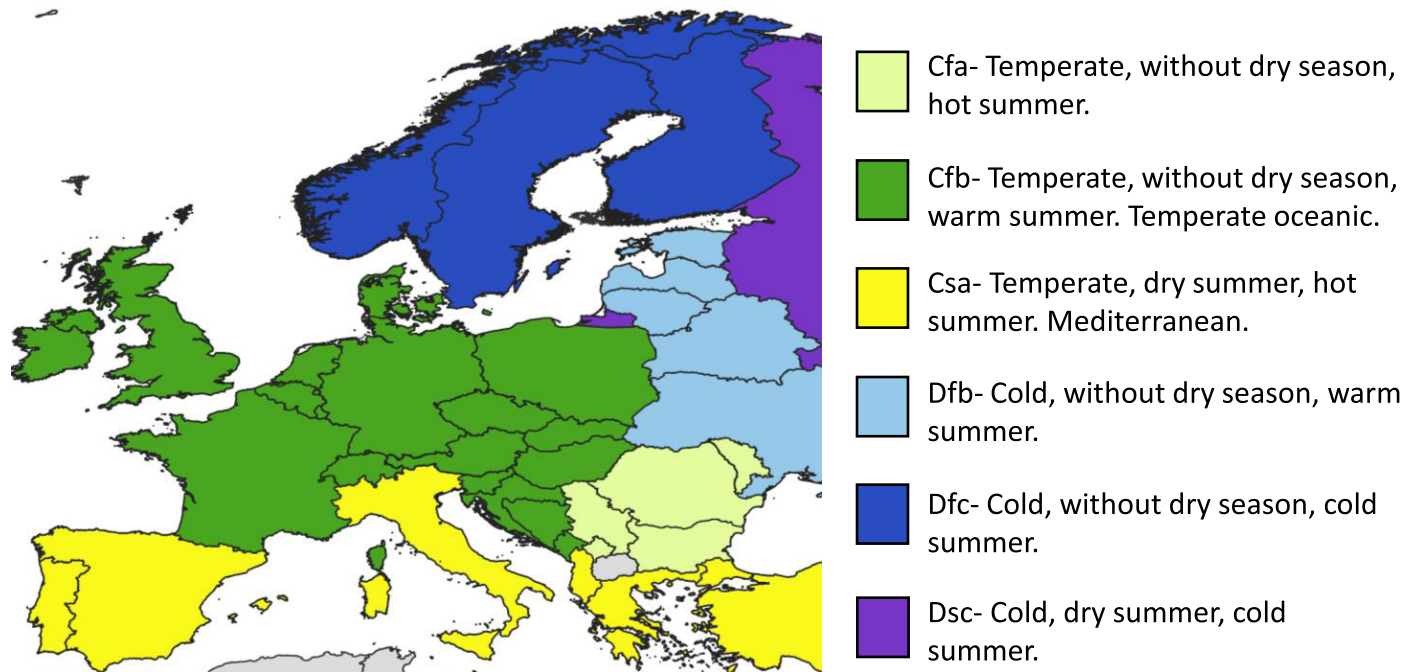 Cfa- Temperate, without dry season,
hot summer.
Cfb- Temperate, without dry season,
warm summer. Temperate oceanic.
Csa- Temperate, dry summer, hot
summer. Mediterranean.
Dfb- Cold, without dry season, warm
summer.
Dfc- Cold, without dry season, cold
summer.
Dsc- Cold, dry summer, cold
summer.